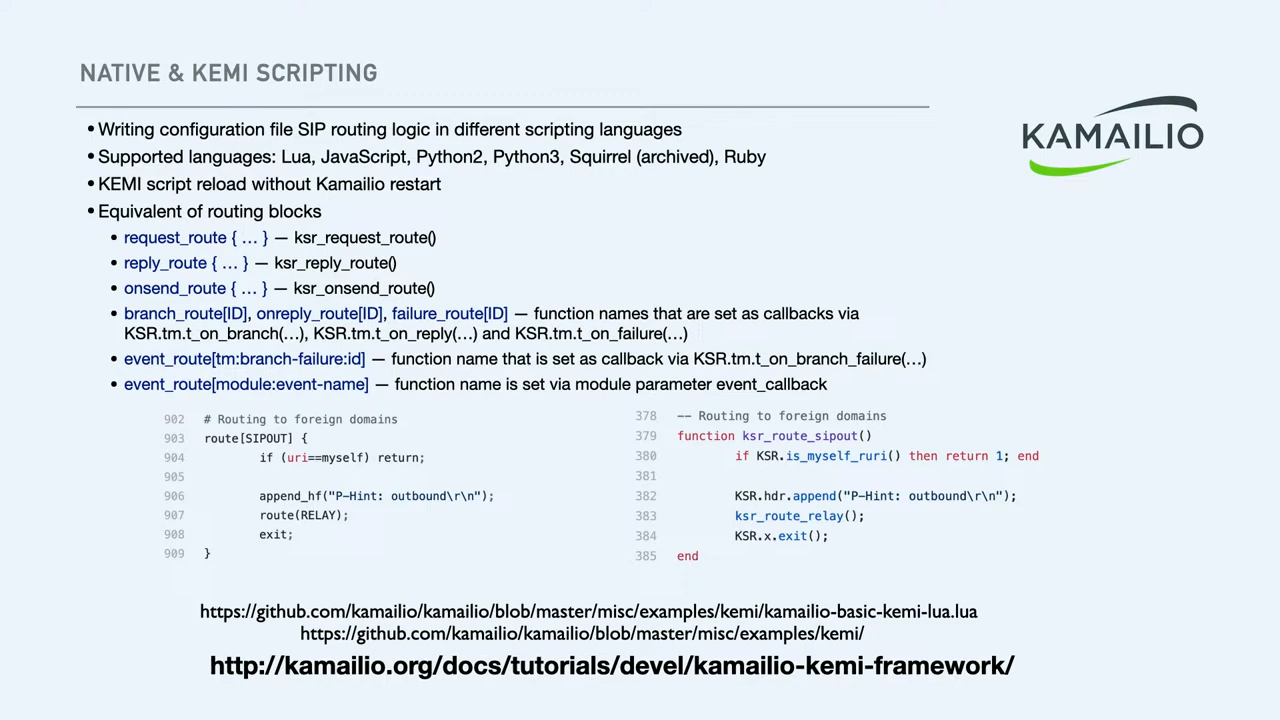 NATIVE & KEMI SCRIPTING
KAMAILIO
• Writing configuration file SIP routing logic in different scripting languages
• Supported languages: Lua, JavaScript, Python2, Python3, Squirrel (archived), Ruby
• KEMI script reload without Kamailio restart
• Equivalent of routing blocks
• request_route { … } — ksr_request_route()
• reply_route { … } — ksr_reply_route()
• onsend_route { … } — ksr_onsend_route()
• branch_route[ID], onreply_route[ID], failure_route[ID] — function names that are set as callbacks via
KSR.tm.t_on_branch(…), KSR.tm.t_on_reply(…) and KSR.tm.t_on_failure(…)
• event_route[tm:branch-failure:id] — function name that is set as callback via KSR.tm.t_on_branch_failure(…)
• event_route[module:event-name] — function name is set via module parameter event_callback
902 # Routing to foreign domains
903 route[SIPOUT] {
904 if (uri==myself) return;
905
906 append_hf("P-Hint: outbound\r\n");
907 route(RELAY);
908 exit;
909 }
378 -- Routing to foreign domains
379 function ksr_route_sipout()
380 if KSR.is_myself_ruri() then return 1; end
381
382 KSR.hdr.append("P-Hint: outbound\r\n");
383 ksr_route_relay();
384 KSR.x.exit();
385 end
https://github.com/kamailio/kamailio/blob/master/misc/examples/kemi/kamailio-basic-kemi-lua.lua
https://github.com/kamailio/kamailio/blob/master/misc/examples/kemi/
http://kamailio.org/docs/tutorials/devel/kamailio-kemi-framework/